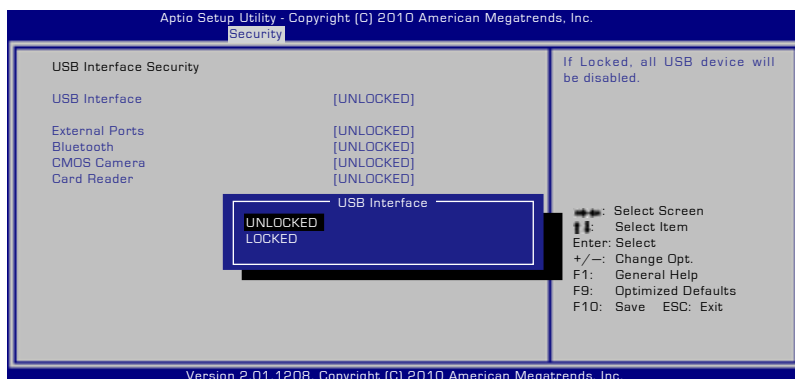 Aptio Setup Utility - Copyright (C) 2010 American Megatrends, Inc.
Security
USB Interface Security
USB Interface [UNLOCKED]
External Ports [UNLOCKED]
Bluetooth [UNLOCKED]
CMOS Camera [UNLOCKED]
Card Reader [UNLOCKED]
USB Interface
UNLOCKED
LOCKED
If Locked, all USB device will
be disabled.
→←: Select Screen
↑↓: Select Item
Enter: Select
+/—: Change Opt.
F1: General Help
F9: Optimized Defaults
F10: Save ESC: Exit
Version 2.01.1208. Copyright (C) 2010 American Megatrends, Inc.